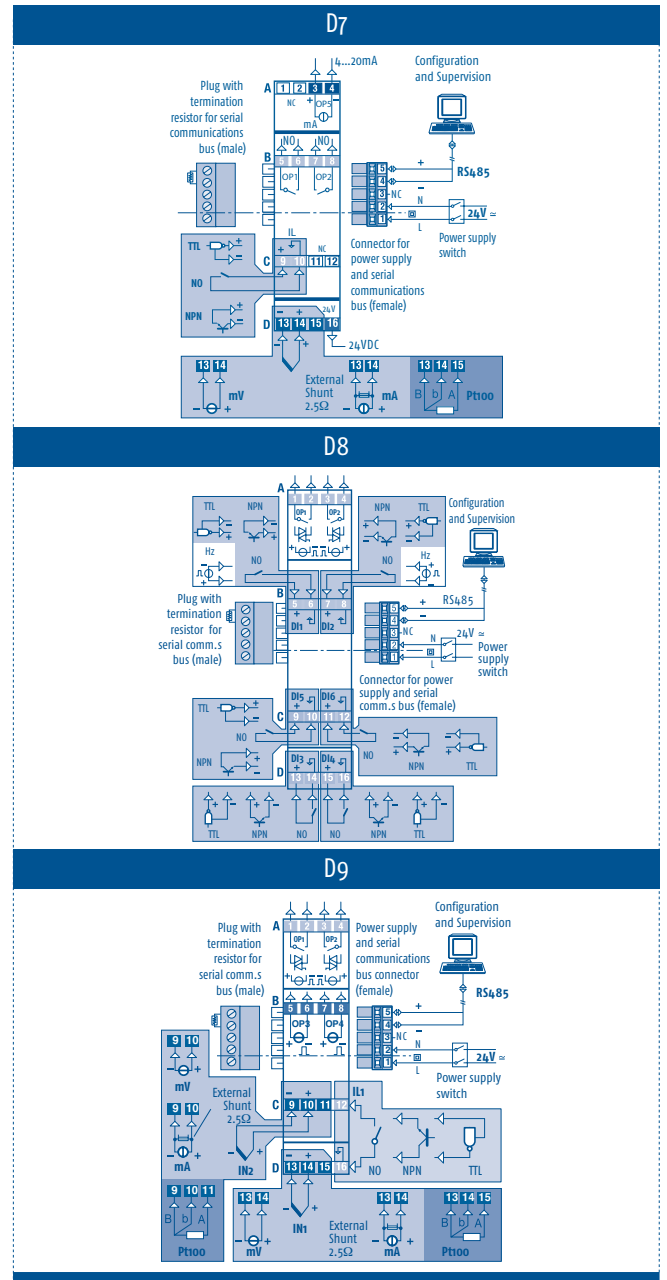 D7
4...20mA
Configuration
and Supervision
Plug with
termination
resistor for serial
communications
bus (male)
A 1 2 3 4
NC + OP5 –
mA
NO NO
B 5 6 7 8
OP1 OP2
5 + RS485
4 –
3 NC
2 N
1 L
24V ≃
Power supply
switch
Connector for
power supply
and serial
communications
bus (female)
TTL + –
NO
NPN + –
IL
+
NC
C 9 10 11 12
– + 24V
D 13 14 15 16
– +
24VDC
13 14
mV
– +
External
Shunt
2.5Ω
13 14
mA
– +
13 14 15
B b A
Pt100
D8
A 1 2 3 4
OP1 OP2
+ +
TTL NPN
+ – + –
Hz
+ –
NO
NPN TTL
– + – +
Hz
– +
NO
Configuration
and Supervision
B 5 6 7 8
+ DI1 + DI2
Plug with
termination
resistor for
serial comm.s
bus (male)
5 + RS485
4 –
3 NC
2 N
1 L
24V ≃
Power
supply
switch
Connector for power
supply and serial
comm.s bus (female)
TTL + –
NO
NPN + –
DI5 DI6
+ +
C 9 10 11 12
NO
– + NPN
– + TTL
D DI3 DI4
+ +
13 14 15 16
+ – + – + – + –
TTL NPN NO NO NPN TTL
D9
A 1 2 3 4
OP1 OP2
+ +
Plug with
termination
resistor for
serial comm.s
bus (male)
Power supply
and serial
communications
bus connector
(female)
Configuration
and Supervision
B 5 6 7 8
+ OP3 – + OP4 –
5 + RS485
4 –
3 NC
2 N
1 L
24V ≃
Power supply
switch
9 10
– +
mV
9 10
– +
mA
External
Shunt
2.5Ω
– +
C 9 10 11 12
– +
IN2
IL1
NO NPN TTL
9 10 11
B b A
Pt100
– +
D 13 14 15 16
– +
IN1
13 14
– +
mV
External
Shunt
2.5Ω
13 14
– +
mA
13 14 15
B b A
Pt100